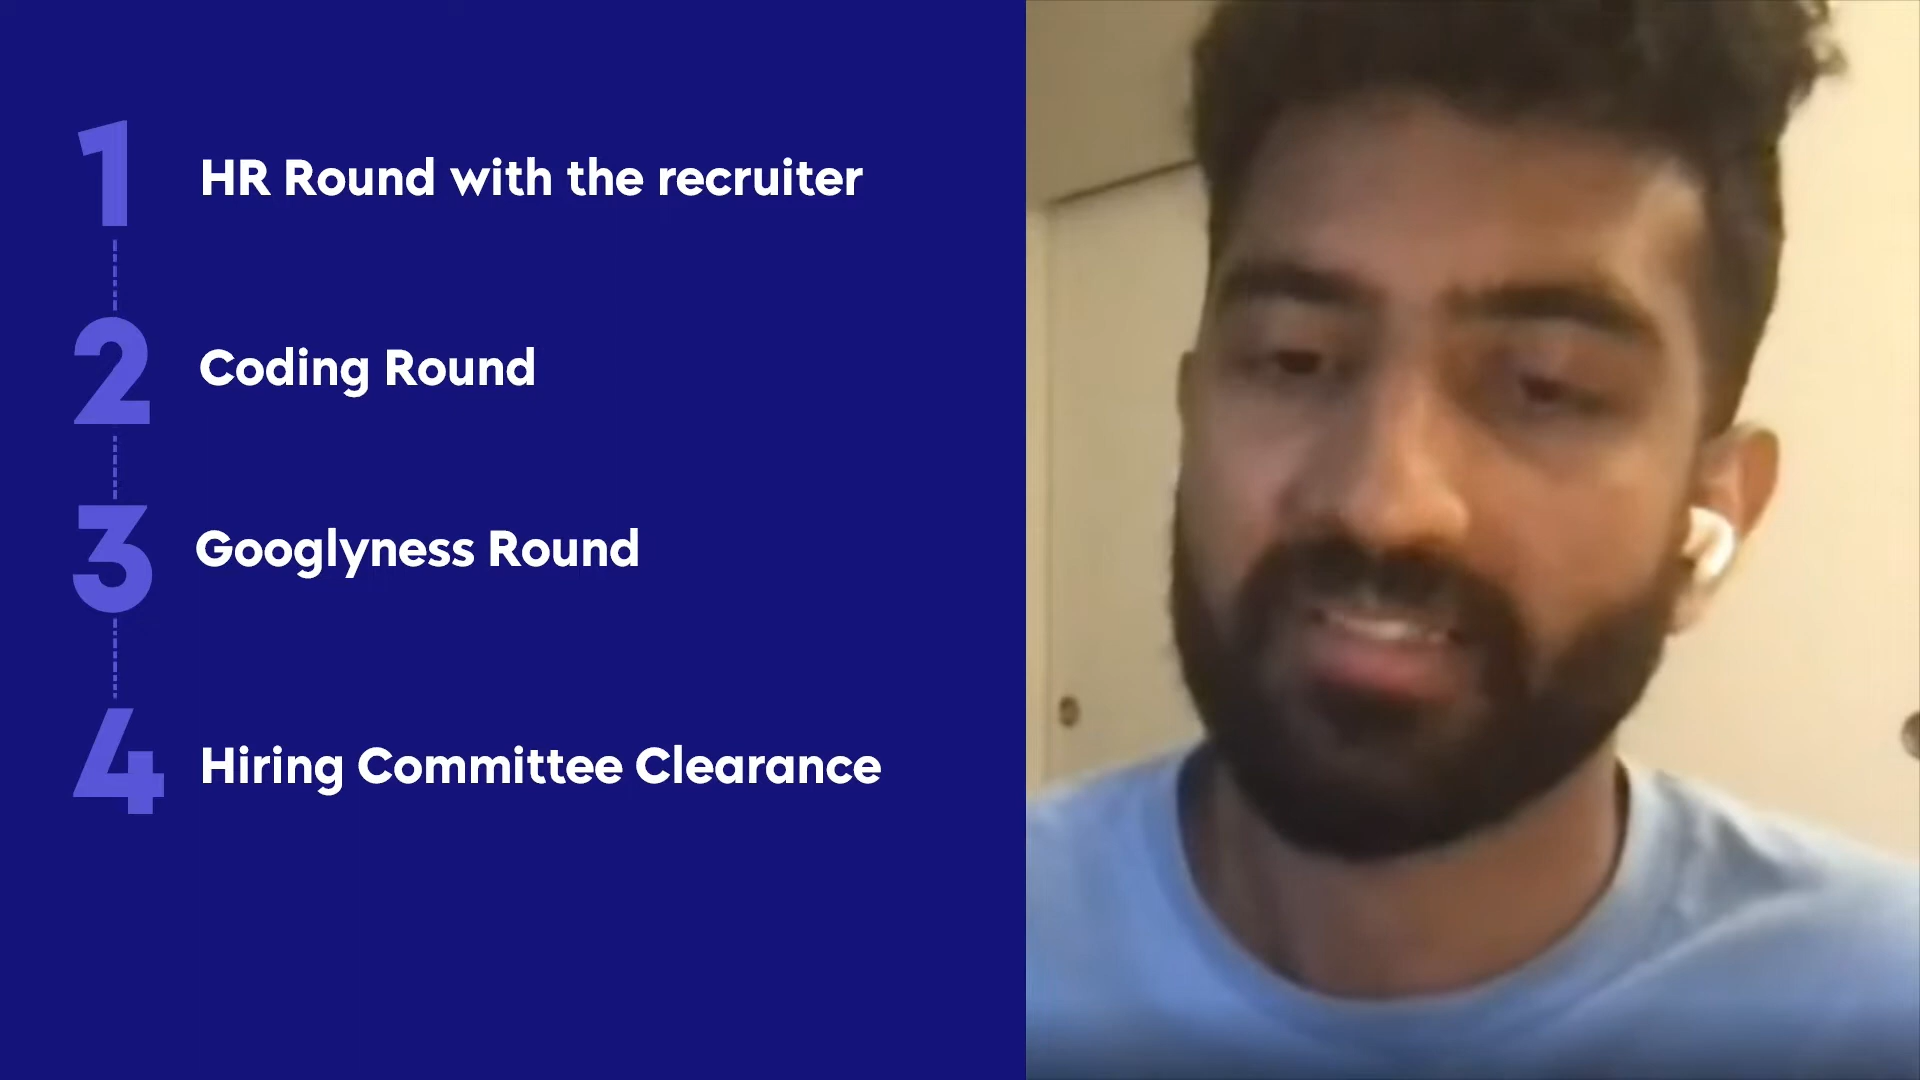 1 HR Round with the recruiter
2 Coding Round
3 Googlyness Round
4 Hiring Committee Clearance